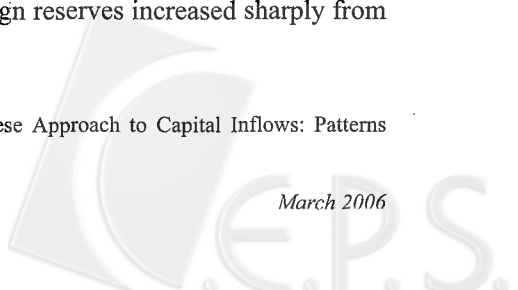 gn reserves increased sharply from
ese Approach to Capital Inflows: Patterns
March 2006
C.E.P.S.